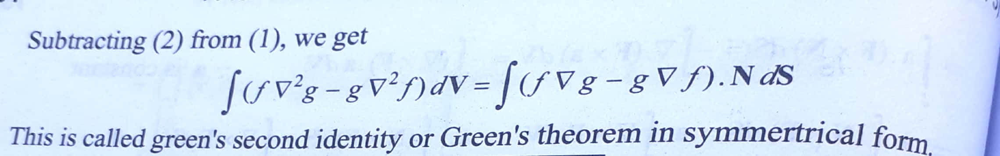 Subtracting (2) from (1), we get
∫(f ∇²g – g ∇² f) dV = ∫(f ∇ g – g ∇ f). N dS
This is called green's second identity or Green's theorem in symmertrical form.